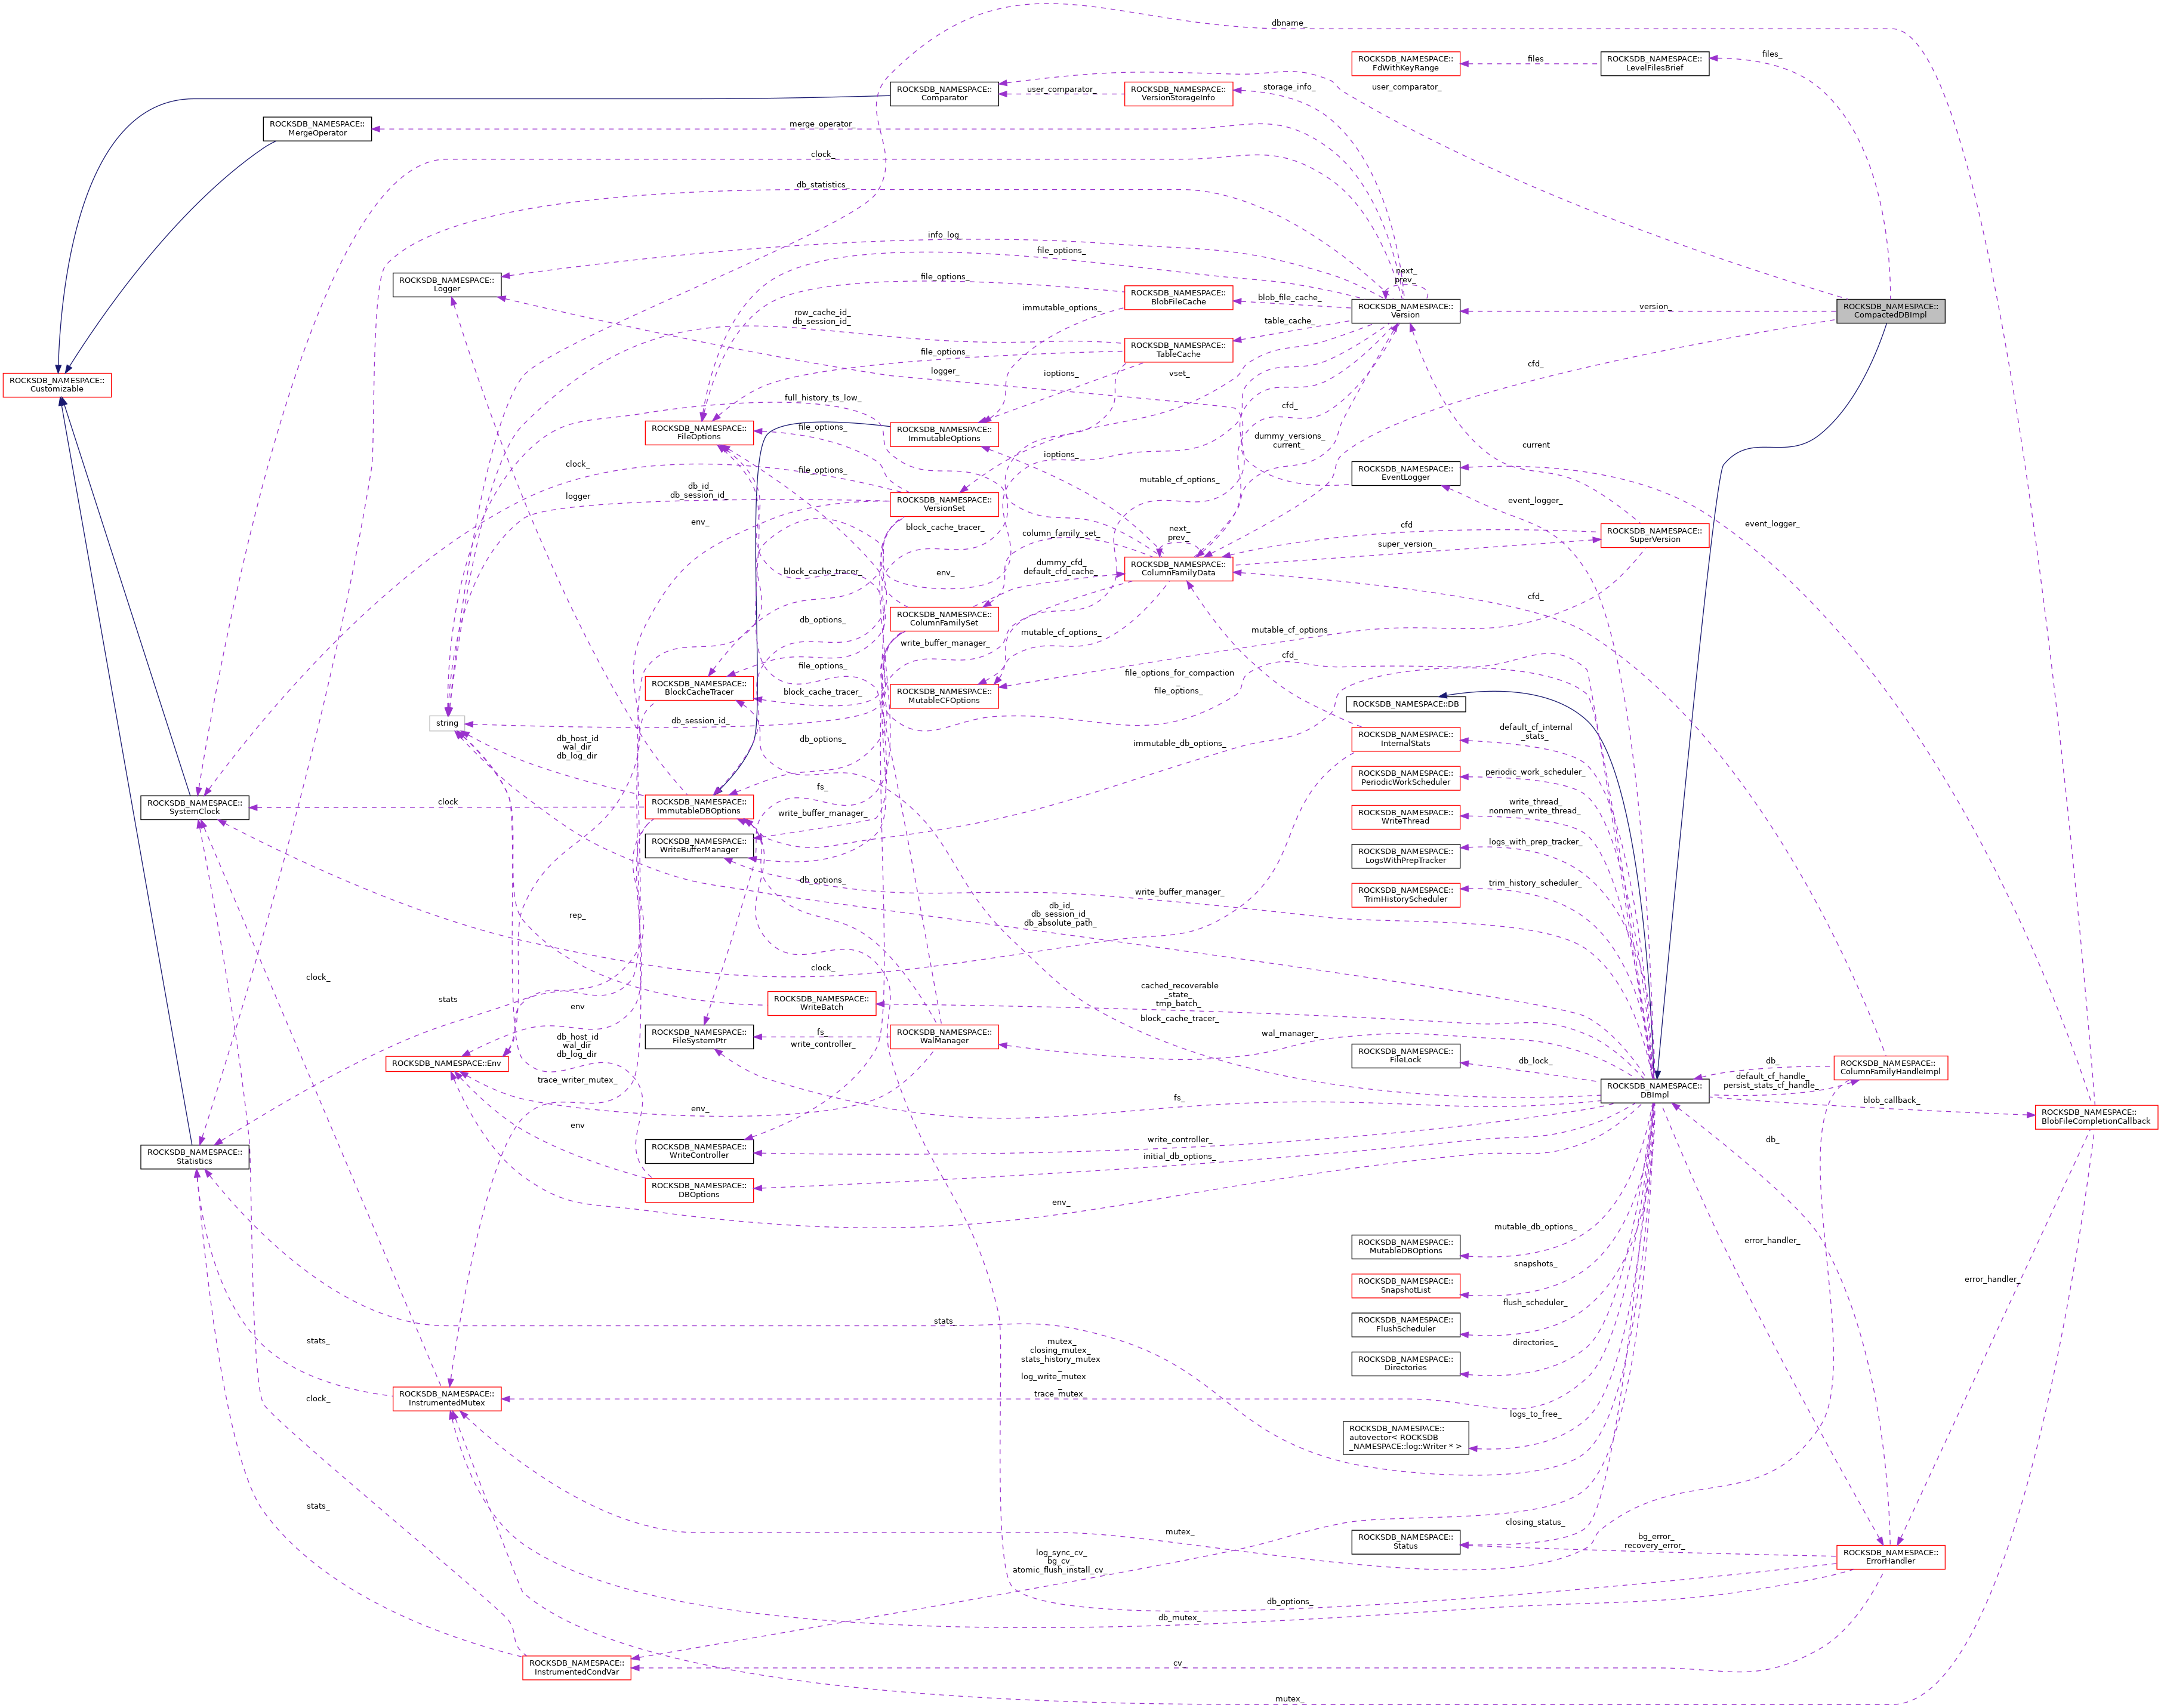 dbname_
ROCKSDB_NAMESPACE::
FdWithKeyRange
files
ROCKSDB_NAMESPACE::
LevelFilesBrief
files_
ROCKSDB_NAMESPACE::
Comparator
user_comparator_
ROCKSDB_NAMESPACE::
VersionStorageInfo
storage_info_
user_comparator_
ROCKSDB_NAMESPACE::
MergeOperator
merge_operator_
clock_
db_statistics_
info_log_
file_options_
ROCKSDB_NAMESPACE::
Logger
file_options_
ROCKSDB_NAMESPACE::
BlobFileCache
blob_file_cache_
next_
prev_
ROCKSDB_NAMESPACE::
Version
version_
ROCKSDB_NAMESPACE::
CompactedDBImpl
immutable_options_
row_cache_id_
db_session_id_
table_cache_
ROCKSDB_NAMESPACE::
TableCache
file_options_
logger_
ioptions_
vset_
cfd_
ROCKSDB_NAMESPACE::
Customizable
full_history_ts_low_
cfd_
ROCKSDB_NAMESPACE::
FileOptions
file_options_
ROCKSDB_NAMESPACE::
ImmutableOptions
dummy_versions_
current_
current
ioptions_
clock_
file_options_
mutable_cf_options_
ROCKSDB_NAMESPACE::
EventLogger
logger
db_id_
db_session_id_
ROCKSDB_NAMESPACE::
VersionSet
event_logger_
env_
block_cache_tracer_
column_family_set_
next_
prev_
cfd
ROCKSDB_NAMESPACE::
SuperVersion
event_logger_
super_version_
block_cache_tracer_
env_
dummy_cfd_
default_cfd_cache_
ROCKSDB_NAMESPACE::
ColumnFamilyData
cfd_
db_options_
ROCKSDB_NAMESPACE::
ColumnFamilySet
write_buffer_manager_
mutable_cf_options_
mutable_cf_options
cfd_
file_options_
file_options_for_compaction
_
file_options_
ROCKSDB_NAMESPACE::
BlockCacheTracer
block_cache_tracer_
ROCKSDB_NAMESPACE::
MutableCFOptions
ROCKSDB_NAMESPACE::DB
string
db_session_id_
db_host_id
wal_dir
db_log_dir
db_options_
immutable_db_options_
default_cf_internal
_stats_
ROCKSDB_NAMESPACE::
InternalStats
periodic_work_scheduler_
ROCKSDB_NAMESPACE::
PeriodicWorkScheduler
ROCKSDB_NAMESPACE::
SystemClock
clock
ROCKSDB_NAMESPACE::
ImmutableDBOptions
fs_
write_buffer_manager_
write_thread_
nonmem_write_thread_
ROCKSDB_NAMESPACE::
WriteThread
ROCKSDB_NAMESPACE::
WriteBufferManager
logs_with_prep_tracker_
ROCKSDB_NAMESPACE::
LogsWithPrepTracker
db_options_
write_buffer_manager_
trim_history_scheduler_
ROCKSDB_NAMESPACE::
TrimHistoryScheduler
rep_
db_id_
db_session_id_
db_absolute_path_
clock_
clock_
stats
env
ROCKSDB_NAMESPACE::
WriteBatch
cached_recoverable
_state_
tmp_batch_
block_cache_tracer_
ROCKSDB_NAMESPACE::
FileSystemPtr
fs_
ROCKSDB_NAMESPACE::
WalManager
wal_manager_
write_controller_
db_host_id
wal_dir
db_log_dir
ROCKSDB_NAMESPACE::Env
ROCKSDB_NAMESPACE::
FileLock
db_lock_
db_
ROCKSDB_NAMESPACE::
ColumnFamilyHandleImpl
default_cf_handle_
persist_stats_cf_handle_
trace_writer_mutex_
ROCKSDB_NAMESPACE::
DBImpl
fs_
blob_callback_
ROCKSDB_NAMESPACE::
BlobFileCompletionCallback
env_
env
ROCKSDB_NAMESPACE::
WriteController
write_controller_
db_
ROCKSDB_NAMESPACE::
Statistics
initial_db_options_
ROCKSDB_NAMESPACE::
DBOptions
env_
mutable_db_options_
ROCKSDB_NAMESPACE::
MutableDBOptions
error_handler_
snapshots_
ROCKSDB_NAMESPACE::
SnapshotList
error_handler_
flush_scheduler_
ROCKSDB_NAMESPACE::
FlushScheduler
stats_
stats_
mutex_
closing_mutex_
stats_history_mutex
_
log_write_mutex
_
trace_mutex_
directories_
ROCKSDB_NAMESPACE::
Directories
ROCKSDB_NAMESPACE::
InstrumentedMutex
clock_
logs_to_free_
ROCKSDB_NAMESPACE::
autovector< ROCKSDB
_NAMESPACE::log::Writer * >
stats_
mutex_
closing_status_
ROCKSDB_NAMESPACE::
Status
bg_error_
recovery_error_
ROCKSDB_NAMESPACE::
ErrorHandler
log_sync_cv_
bg_cv_
atomic_flush_install_cv_
db_options_
db_mutex_
ROCKSDB_NAMESPACE::
InstrumentedCondVar
cv_
mutex_